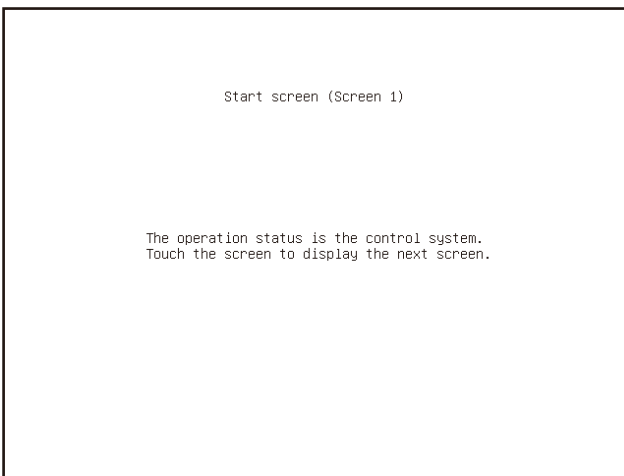 Start screen (Screen 1)
The operation status is the control system.
Touch the screen to display the next screen.